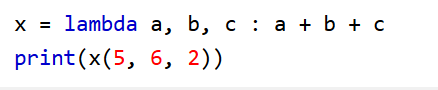 x = lambda a, b, c : a + b + c
print(x(5, 6, 2))